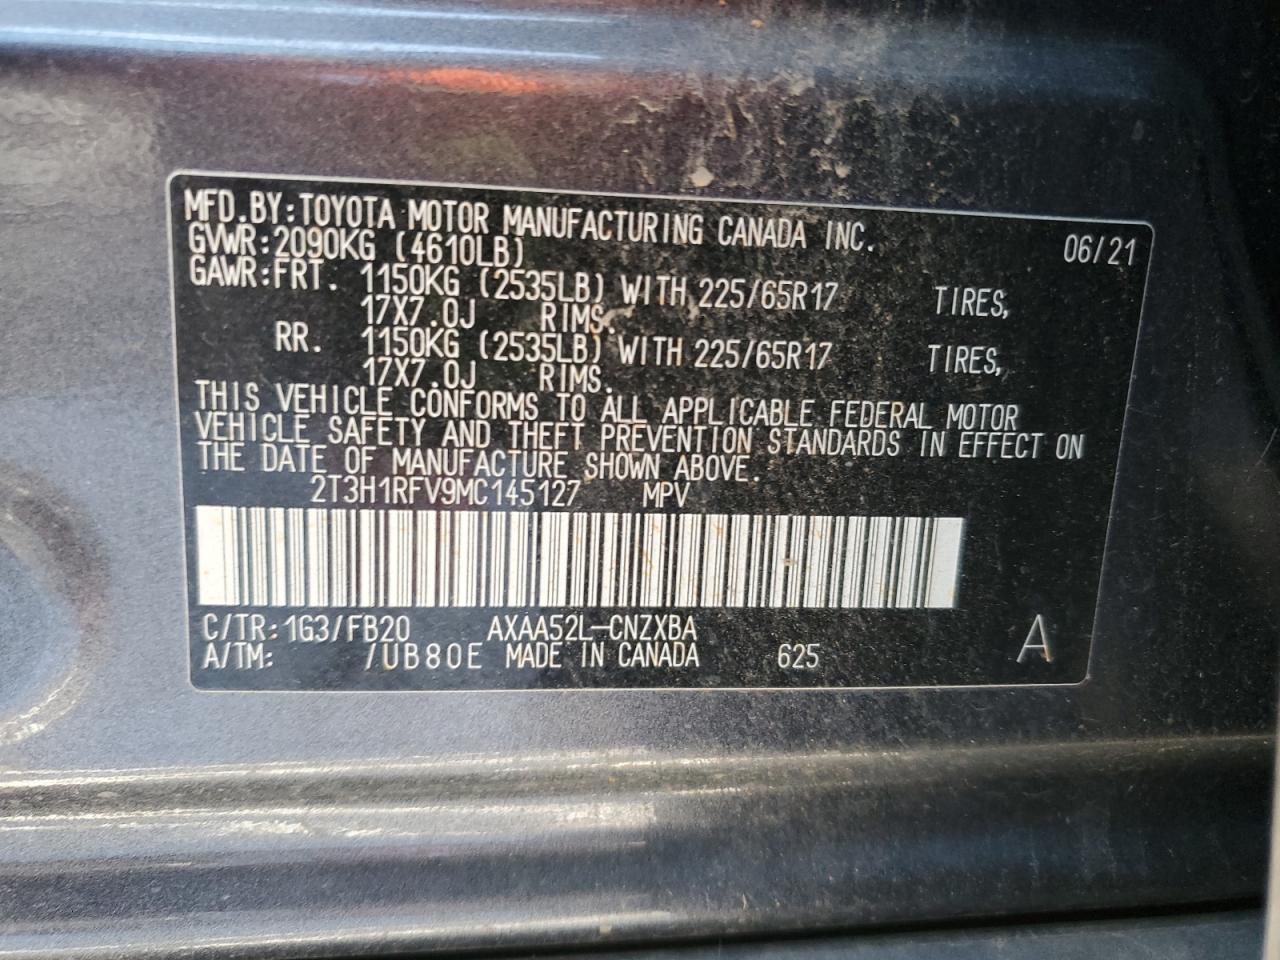 MFD.BY:TOYOTA MOTOR MANUFACTURING CANADA INC. 06/21
GVWR:2090KG (4610LB)
GAWR:FRT. 1150KG (2535LB) WITH 225/65R17 TIRES,
17X7.0J RIMS.
RR. 1150KG (2535LB) WITH 225/65R17 TIRES,
17X7.0J RIMS.
THIS VEHICLE CONFORMS TO ALL APPLICABLE FEDERAL MOTOR
VEHICLE SAFETY AND THEFT PREVENTION STANDARDS IN EFFECT ON
THE DATE OF MANUFACTURE SHOWN ABOVE.
2T3H1RFV9MC145127 MPV
C/TR:1G3/FB20 AXAA52L-CNZXBA A
A/TM: /UB80E MADE IN CANADA 625